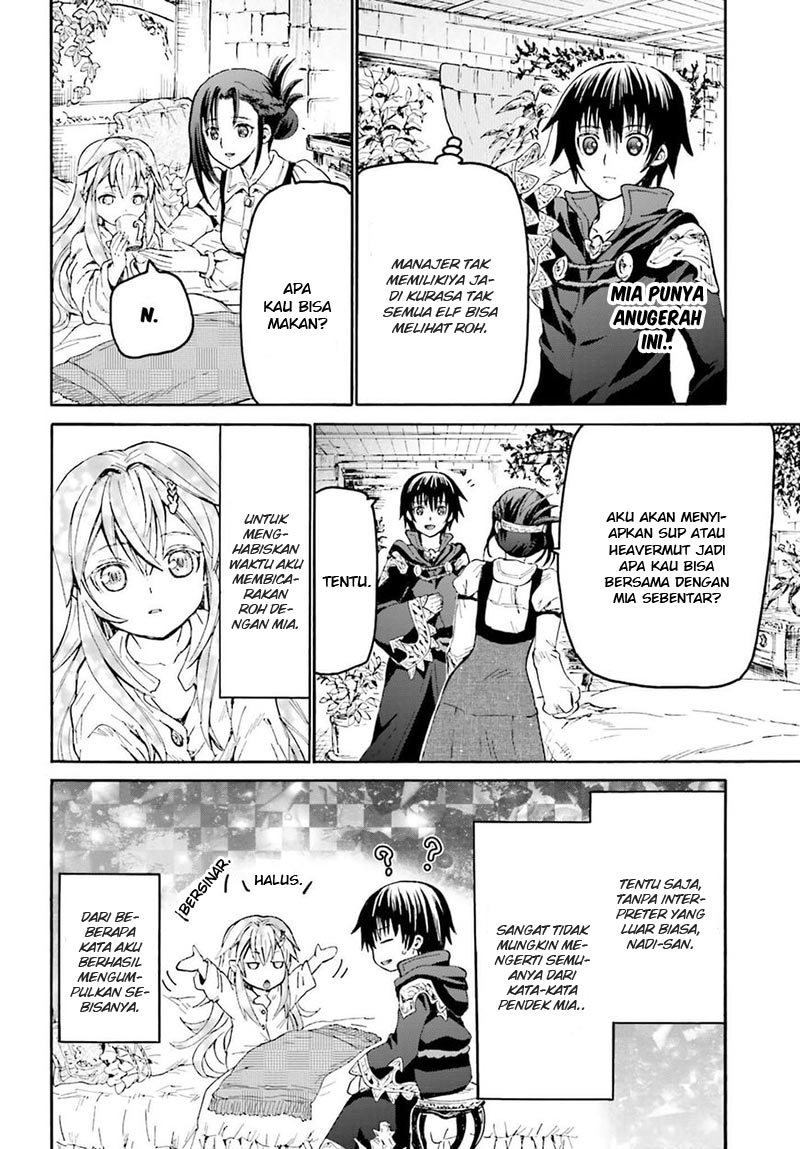 MIA PUNYA
ANUGERAH
INI..
MANAJER TAK
MEMILIKIYA JA-
DI KURASA TAK
SEMUA ELF BISA
MELIHAT ROH.
APA
KAU BISA
MAKAN?
N.
AKU AKAN MENYI-
APKAN SUP ATAU
HEAVERMUT JADI
APA KAU BISA
BERSAMA DENGAN
MIA SEBENTAR?
TENTU.
UNTUK
MENG-
HABISKAN
WAKTU AKU
MEMBICA-
RAKAN
ROH DE-
NGAN MIA.
TENTU SAJA,
TANPA INTER-
PRETER YANG
LUAR BIASA,
NADI-SAN.
SANGAT TIDAK
MUNGKIN ME-
NGERTI SEMU-
ANYA DARI
KATA-KATA
PENDEK MIA..
? ?
HALUS.
BERSINAR.
DARI BE-
BERAPA
KATA AKU
BERHASIL
MENGUM-
PULKAN SE-
BISANYA.